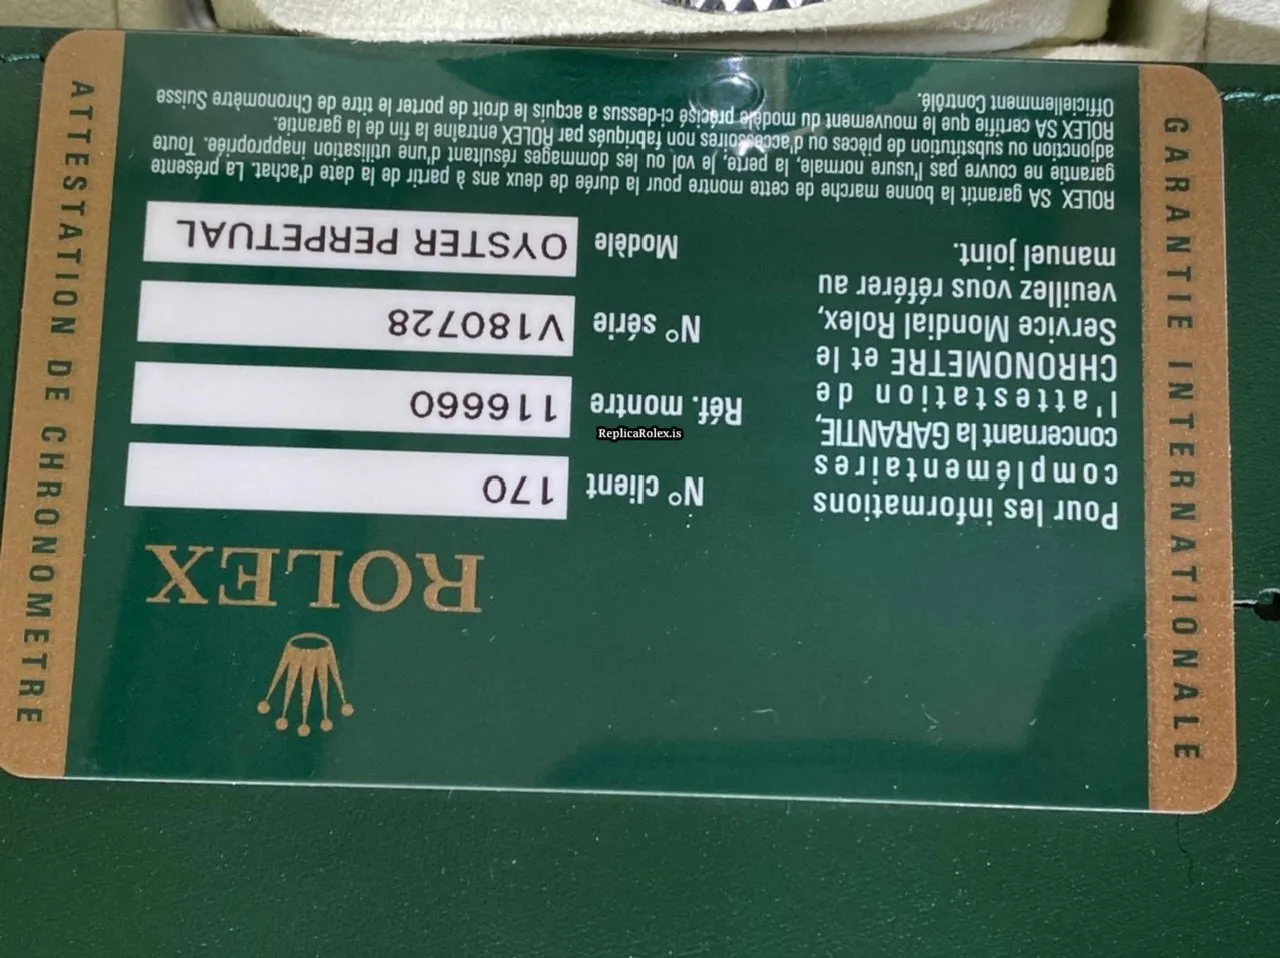 ROLEX
N° client 170
Réf. montre 116660
N° série V180728
Modèle OYSTER PERPETUAL
Pour les informations
complémentaires
concernant la GARANTIE,
l'attestation de
CHRONOMETRE et le
Service Mondial Rolex,
veuillez vous référer au
manuel joint.
ROLEX SA garantit la bonne marche de cette montre pour la durée de deux ans à partir de la date d'achat. La présente
garantie ne couvre pas l'usure normale, la perte, le vol ou les dommages résultant d'une utilisation inappropriée. Toute
adjonction ou substitution de pièces ou d'accessoires non fabriqués par ROLEX entraîne la fin de la garantie.
ROLEX SA certifie que le mouvement du modèle précisé ci-dessus a acquis le droit de porter le titre de Chronomètre Suisse
Officiellement Contrôlé.
GARANTIE INTERNATIONALE
ATTESTATION DE CHRONOMETRE
ReplicaRolex.is